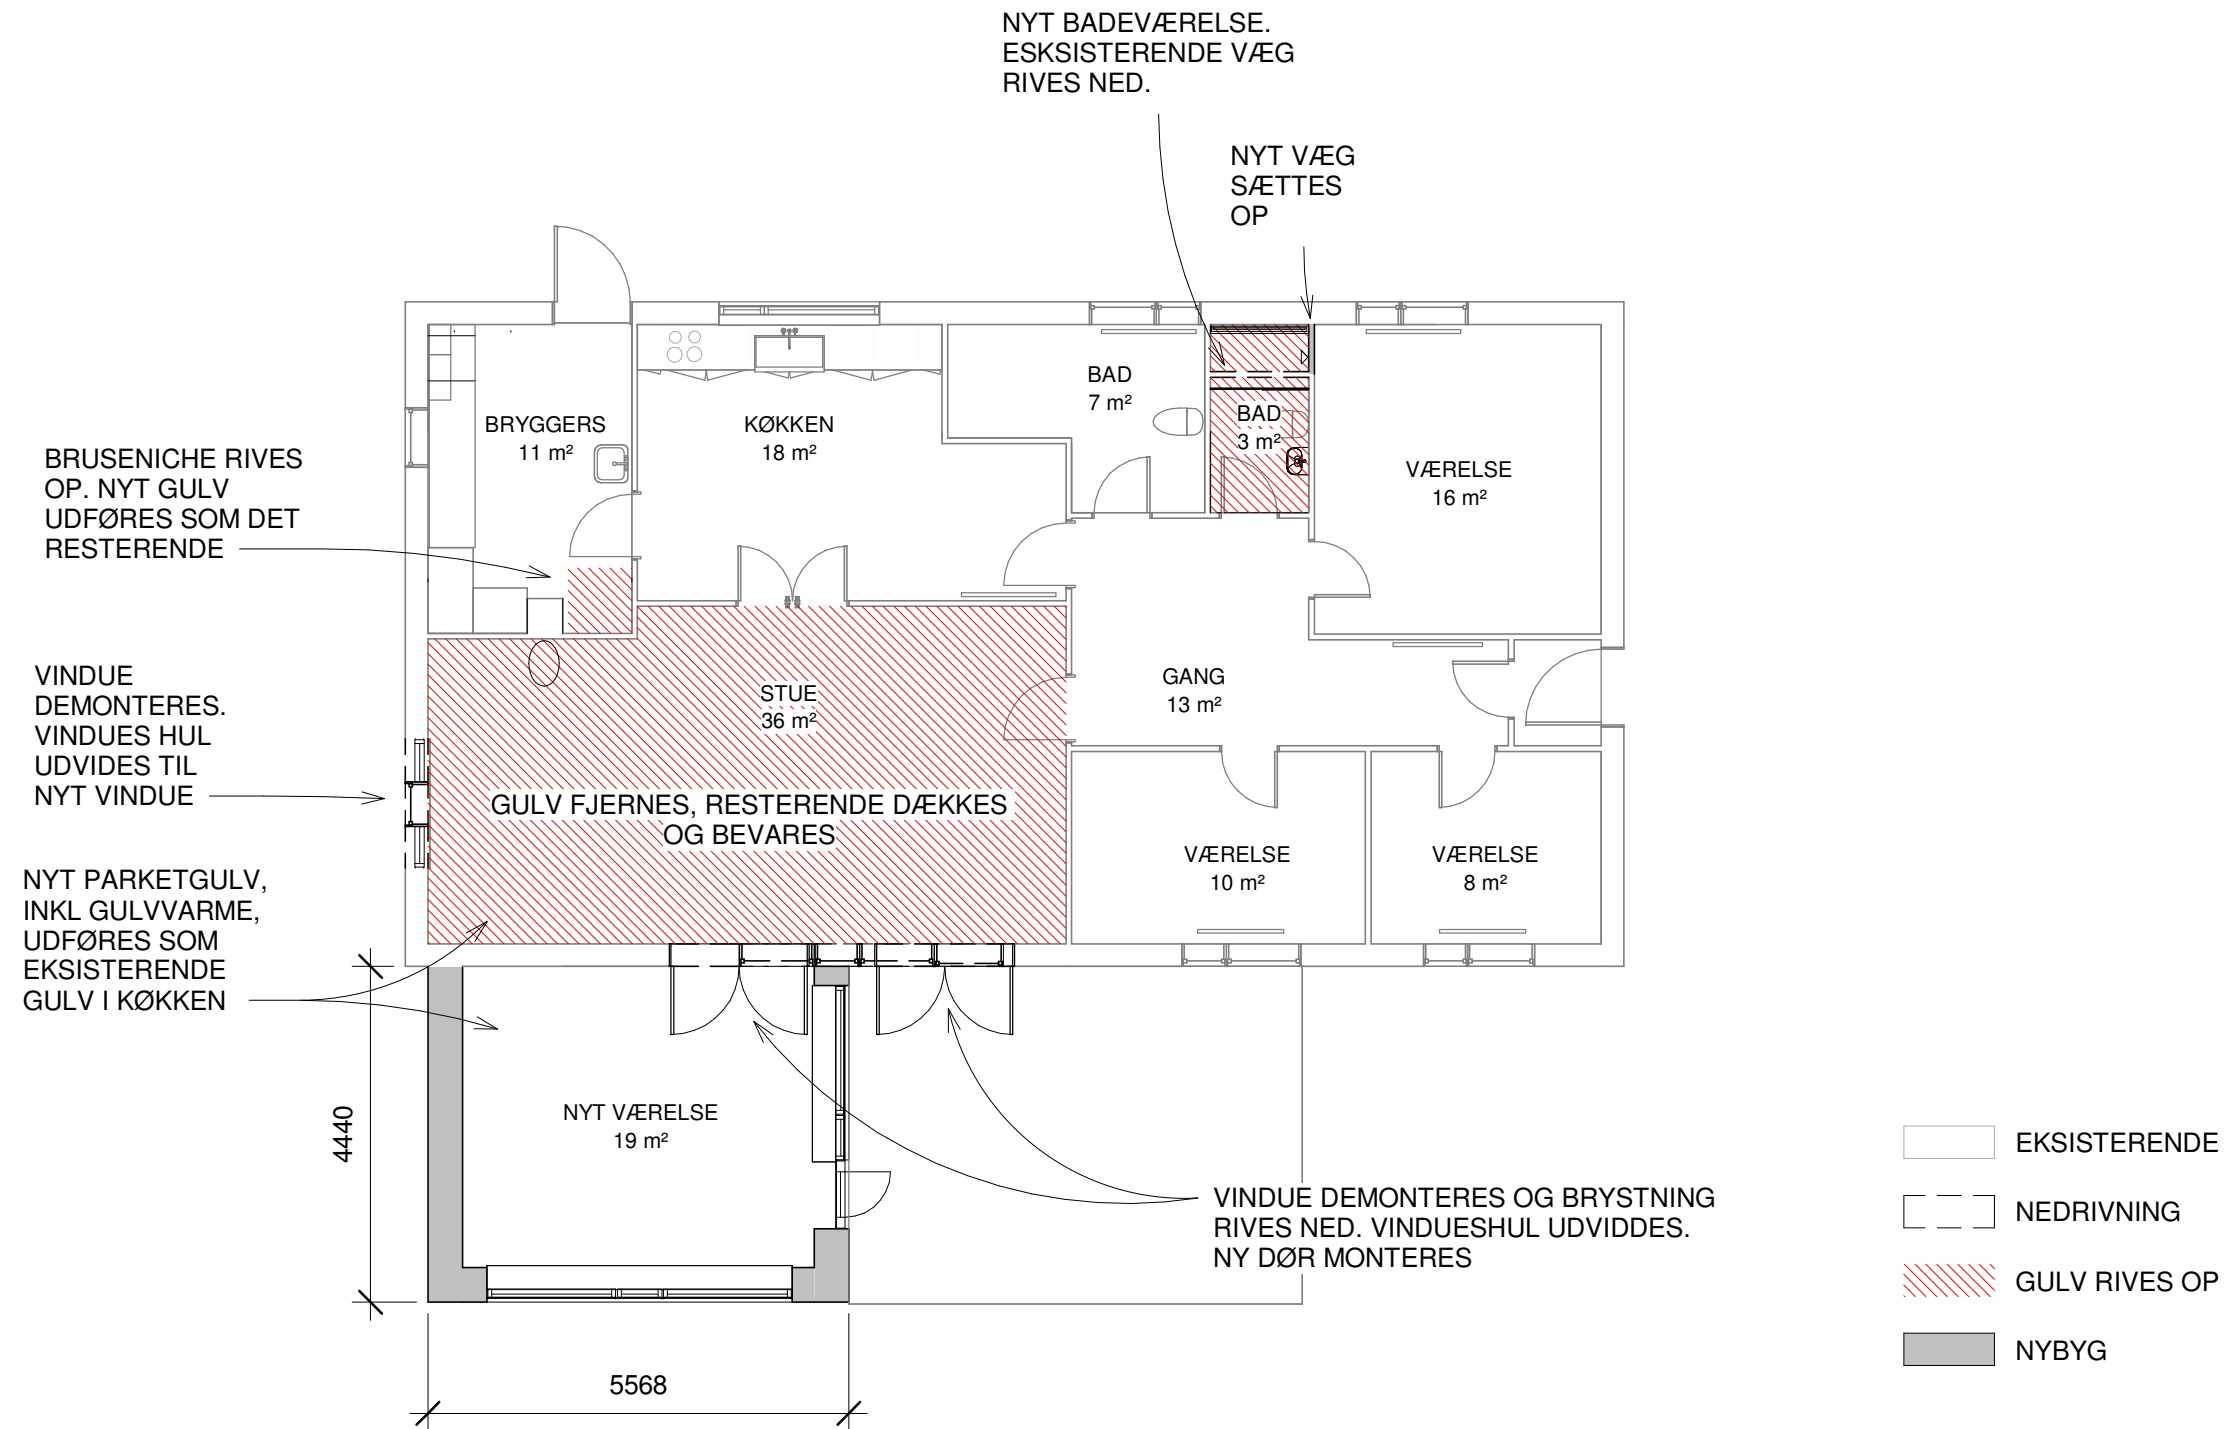 NYT BADEVÆRELSE.
ESKSISTERENDE VÆG
RIVES NED.
NYT VÆG
SÆTTES
OP
BAD
7 m²
BAD
3 m²
BRYGGERS
11 m²
KØKKEN
18 m²
VÆRELSE
16 m²
BRUSENICHE RIVES
OP. NYT GULV
UDFØRES SOM DET
RESTERENDE
VINDUE
DEMONTERES.
VINDUES HUL
UDVIDES TIL
NYT VINDUE
STUE
36 m²
GANG
13 m²
GULV FJERNES, RESTERENDE DÆKKES
OG BEVARES
VÆRELSE
10 m²
VÆRELSE
8 m²
NYT PARKETGULV,
INKL GULVVARME,
UDFØRES SOM
EKSISTERENDE
GULV I KØKKEN
NYT VÆRELSE
19 m²
4440
5568
VINDUE DEMONTERES OG BRYSTNING
RIVES NED. VINDUESHUL UDVIDDES.
NY DØR MONTERES
EKSISTERENDE
NEDRIVNING
GULV RIVES OP
NYBYG